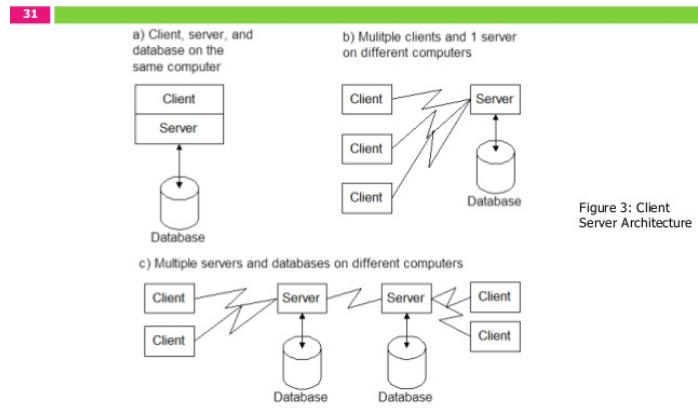 31
a) Client, server, and
database on the
same computer
Client
Server
Database
b) Mulitple clients and 1 server
on different computers
Client
Server
Client
Client
Database
Figure 3: Client
Server Architecture
c) Multiple servers and databases on different computers
Client
Server
Server
Client
Client
Client
Database
Database